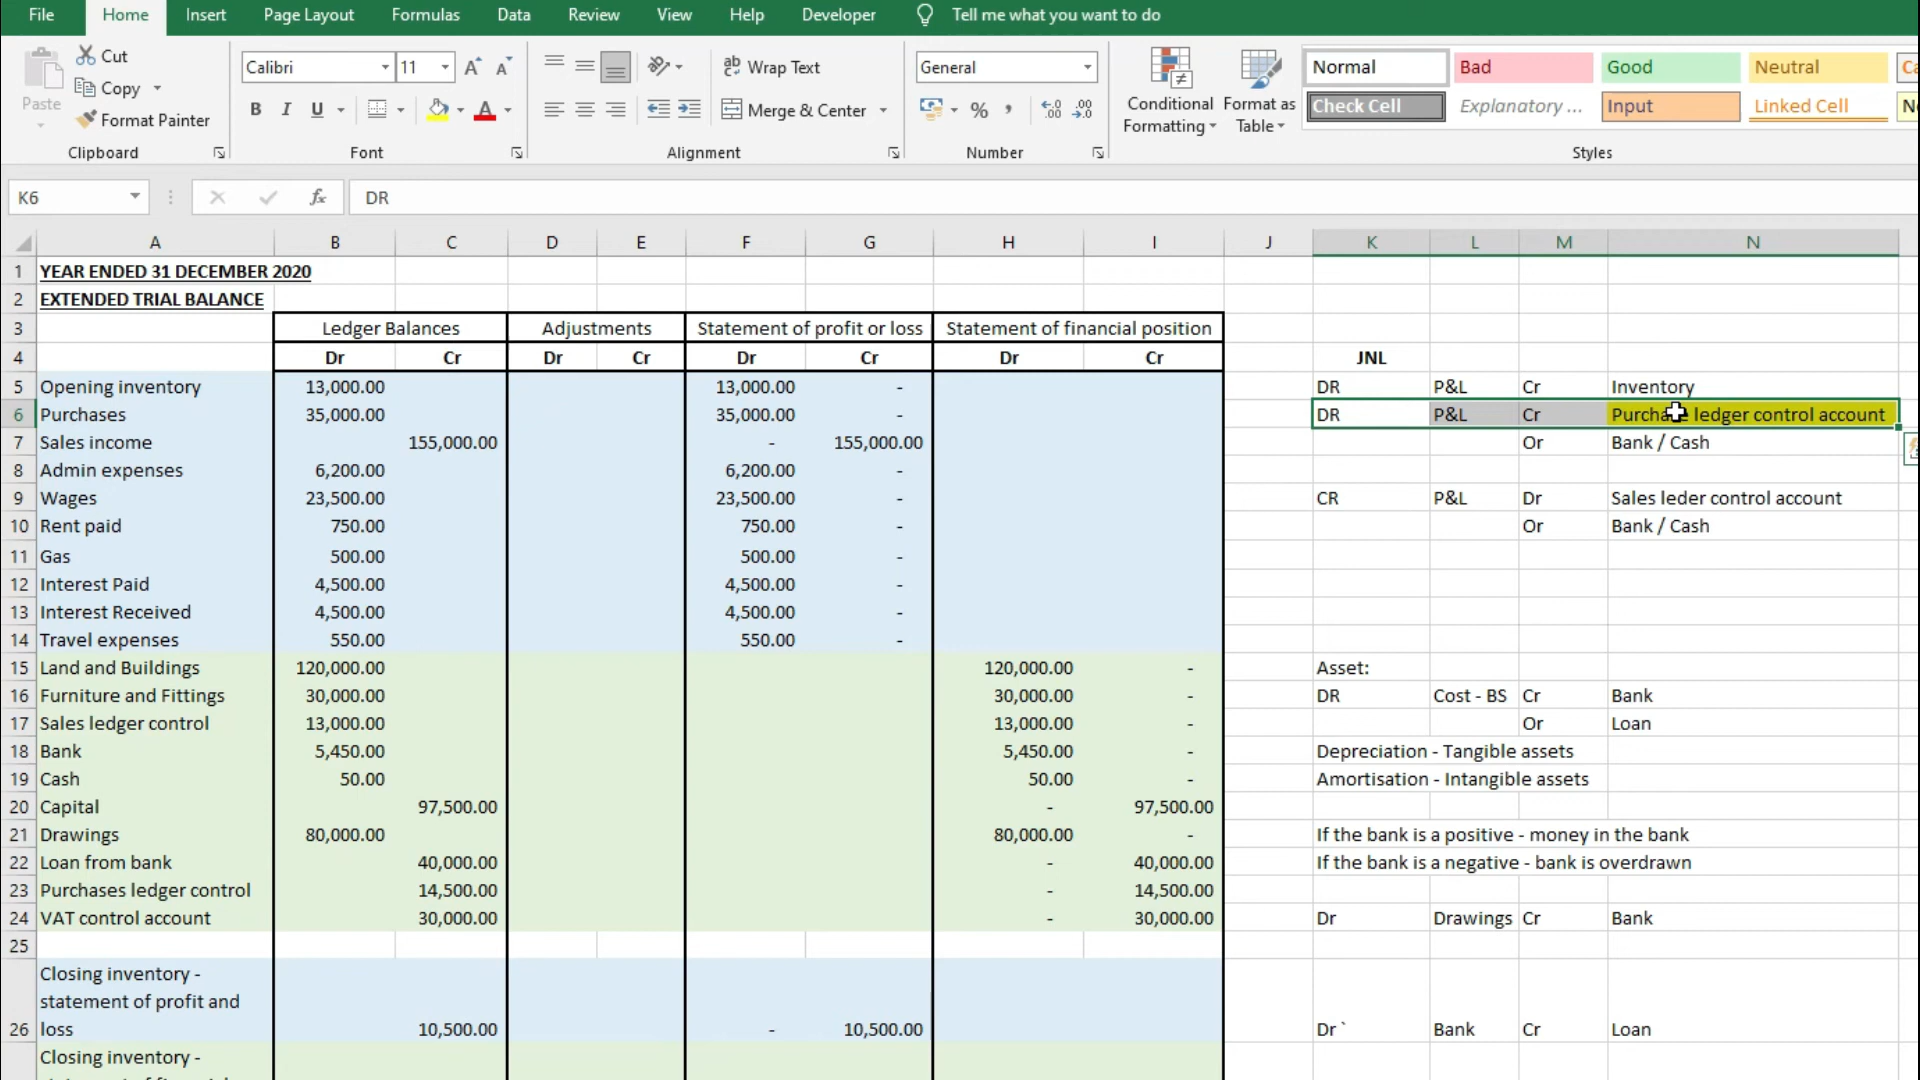 File Home Insert Page Layout Formulas Data Review View Help Developer Tell me what you want to do
Paste Cut Copy Format Painter Clipboard
Calibri 11 B I U A Font
Wrap Text Merge & Center Alignment
General % Number
Conditional Formatting Format as Table
Normal Bad Good Neutral
Check Cell Explanatory ... Input Linked Cell
Styles
K6 fx DR
A B C D E F G H I J K L M N
1 YEAR ENDED 31 DECEMBER 2020
2 EXTENDED TRIAL BALANCE
3 Ledger Balances Adjustments Statement of profit or loss Statement of financial position
4 Dr Cr Dr Cr Dr Cr Dr Cr JNL
5 Opening inventory 13,000.00 13,000.00 - DR P&L Cr Inventory
6 Purchases 35,000.00 35,000.00 - DR P&L Cr Purchase ledger control account
7 Sales income 155,000.00 - 155,000.00 Or Bank / Cash
8 Admin expenses 6,200.00 6,200.00 -
9 Wages 23,500.00 23,500.00 - CR P&L Dr Sales leder control account
10 Rent paid 750.00 750.00 - Or Bank / Cash
11 Gas 500.00 500.00 -
12 Interest Paid 4,500.00 4,500.00 -
13 Interest Received 4,500.00 4,500.00 -
14 Travel expenses 550.00 550.00 -
15 Land and Buildings 120,000.00 120,000.00 - Asset:
16 Furniture and Fittings 30,000.00 30,000.00 - DR Cost - BS Cr Bank
17 Sales ledger control 13,000.00 13,000.00 - Or Loan
18 Bank 5,450.00 5,450.00 - Depreciation - Tangible assets
19 Cash 50.00 50.00 - Amortisation - Intangible assets
20 Capital 97,500.00 - 97,500.00
21 Drawings 80,000.00 80,000.00 - If the bank is a positive - money in the bank
22 Loan from bank 40,000.00 - 40,000.00 If the bank is a negative - bank is overdrawn
23 Purchases ledger control 14,500.00 - 14,500.00
24 VAT control account 30,000.00 - 30,000.00 Dr Drawings Cr Bank
25
Closing inventory -
statement of profit and
26 loss 10,500.00 - 10,500.00 Dr ` Bank Cr Loan
Closing inventory -